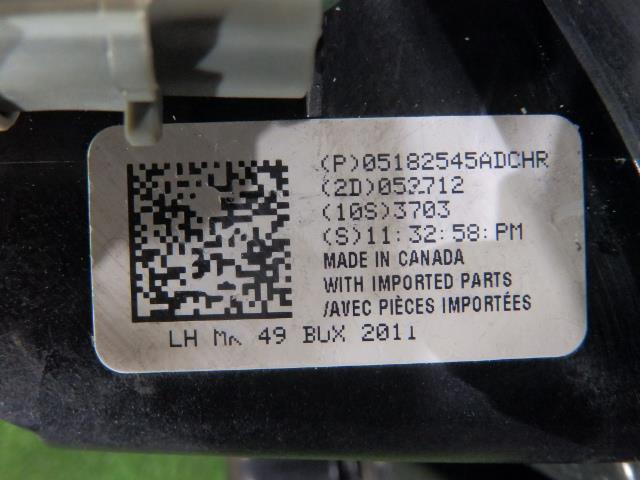 (P)05182545ADCHR
(2D)052712
(10S)3703
(S)11:32:58:PM
MADE IN CANADA
WITH IMPORTED PARTS
/AVEC PIÈCES IMPORTÉES
LH 49 BUX 2011